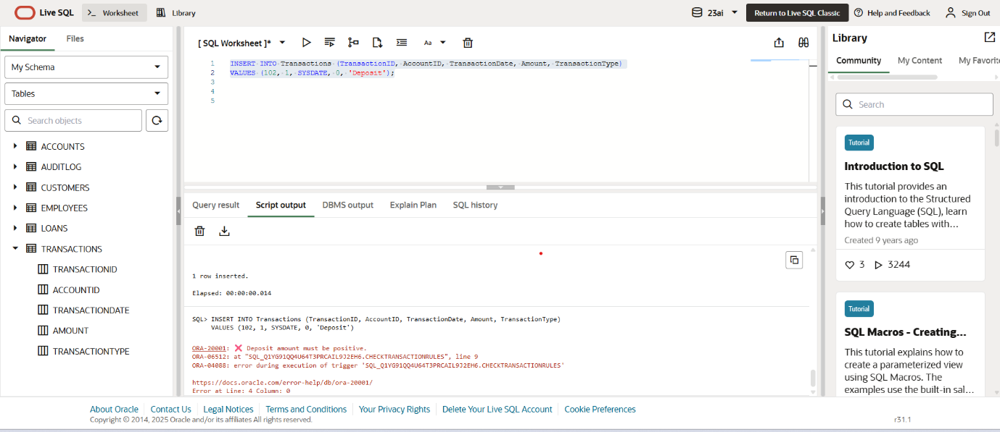 Live SQL
Worksheet
Library
23ai
Return to Live SQL Classic
Help and Feedback
Sign Out
Navigator
Files
My Schema
Tables
Search objects
ACCOUNTS
AUDITLOG
CUSTOMERS
EMPLOYEES
LOANS
TRANSACTIONS
TRANSACTIONID
ACCOUNTID
TRANSACTIONDATE
AMOUNT
TRANSACTIONTYPE
[ SQL Worksheet ]*
Aa
1 INSERT INTO Transactions (TransactionID, AccountID, TransactionDate, Amount, TransactionType)
2 VALUES (102, 1, SYSDATE, 0, 'Deposit');
3
4
5
Query result
Script output
DBMS output
Explain Plan
SQL history
1 row inserted.
Elapsed: 00:00:00.014
SQL> INSERT INTO Transactions (TransactionID, AccountID, TransactionDate, Amount, TransactionType)
VALUES (102, 1, SYSDATE, 0, 'Deposit')
ORA-20001: ❌ Deposit amount must be positive.
ORA-06512: at "SQL_Q1YG91QQ4U64T3PRCAIL9J2EH6.CHECKTRANSACTIONRULES", line 9
ORA-04088: error during execution of trigger 'SQL_Q1YG91QQ4U64T3PRCAIL9J2EH6.CHECKTRANSACTIONRULES'
https://docs.oracle.com/error-help/db/ora-20001/
Error at Line: 4 Column: 0
Library
Community
My Content
My Favorit
Search
Tutorial
Introduction to SQL
This tutorial provides an
introduction to the Structured
Query Language (SQL), learn
how to create tables with...
Created 9 years ago
3
3244
Tutorial
SQL Macros - Creating...
This tutorial explains how to
create a parameterized view
using SQL Macros. The
examples use the built-in sal...
About Oracle
Contact Us
Legal Notices
Terms and Conditions
Your Privacy Rights
Delete Your Live SQL Account
Cookie Preferences
Copyright © 2014, 2025 Oracle and/or its affiliates All rights reserved.
r31.1